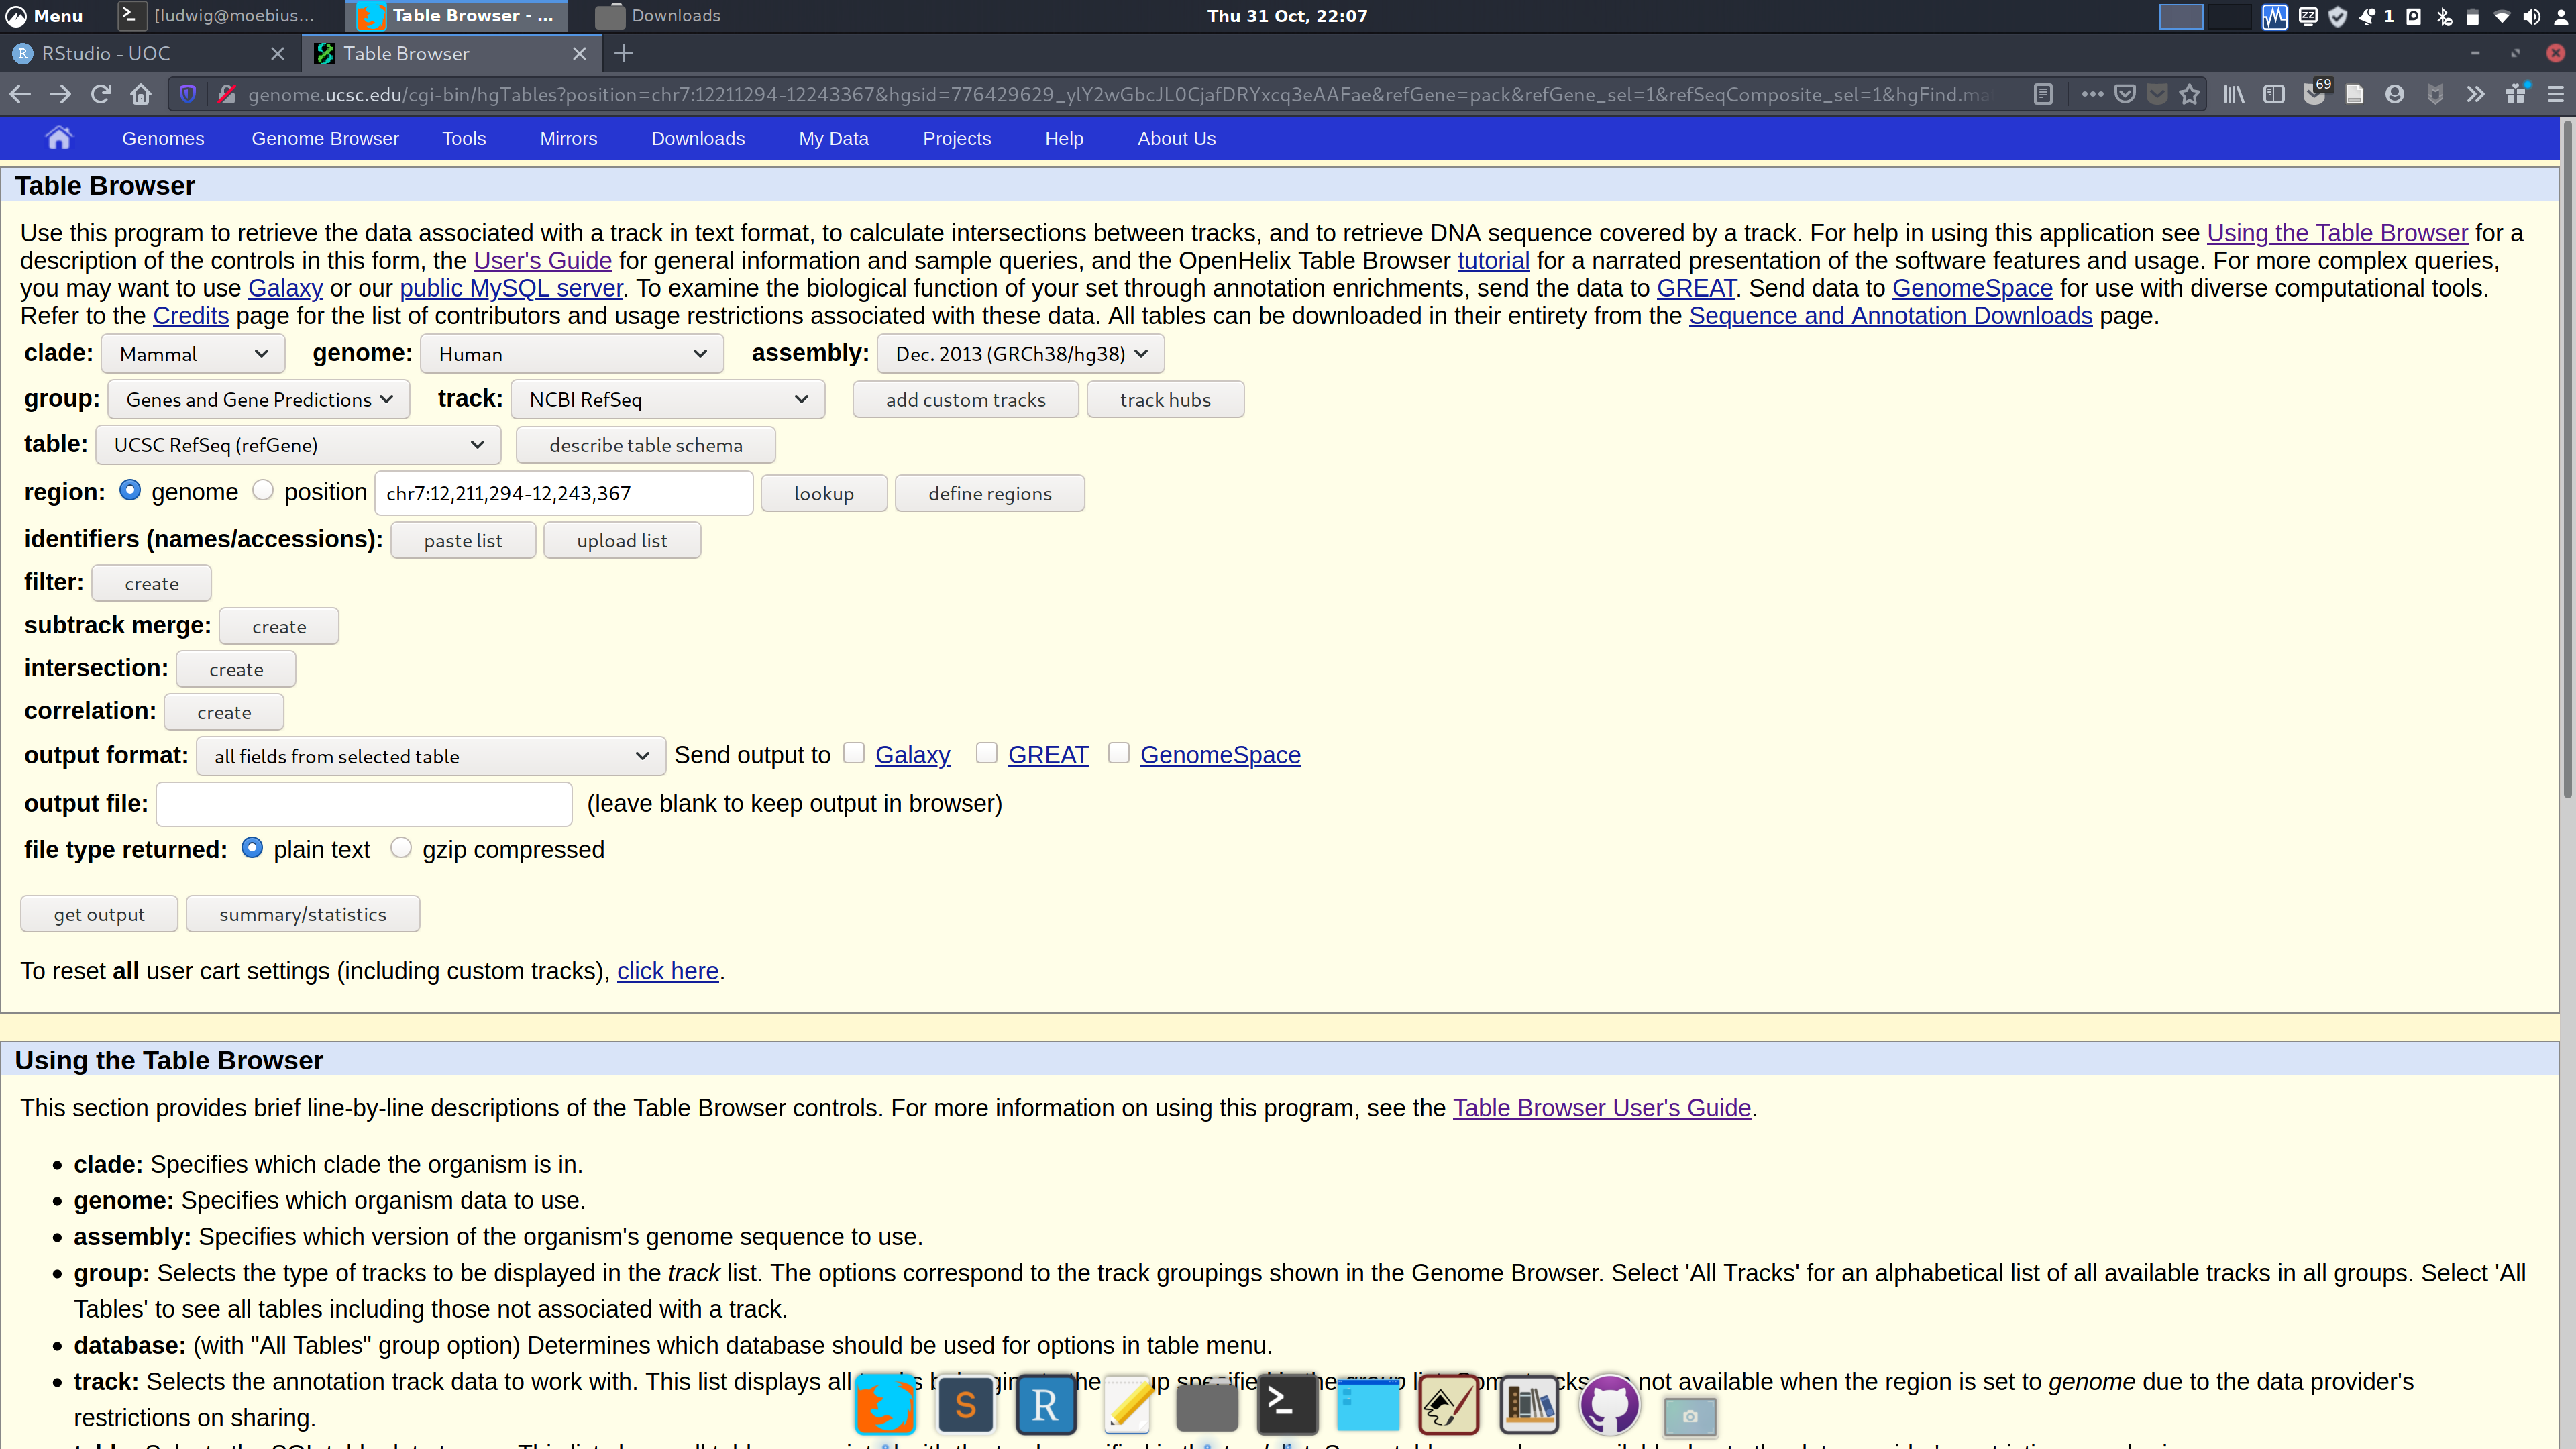 Menu [ludwig@moebius... Table Browser - ... Downloads Thu 31 Oct, 22:07 1
RStudio - UOC Table Browser
genome.ucsc.edu/cgi-bin/hgTables?position=chr7:12211294-12243367&hgsid=776429629_ylY2wGbcJL0CjafDRYxcq3eAAFae&refGene=pack&refGene_sel=1&refSeqComposite_sel=1&hgFind.ma 69
Genomes Genome Browser Tools Mirrors Downloads My Data Projects Help About Us
Table Browser
Use this program to retrieve the data associated with a track in text format, to calculate intersections between tracks, and to retrieve DNA sequence covered by a track. For help in using this application see Using the Table Browser for a
description of the controls in this form, the User's Guide for general information and sample queries, and the OpenHelix Table Browser tutorial for a narrated presentation of the software features and usage. For more complex queries,
you may want to use Galaxy or our public MySQL server. To examine the biological function of your set through annotation enrichments, send the data to GREAT. Send data to GenomeSpace for use with diverse computational tools.
Refer to the Credits page for the list of contributors and usage restrictions associated with these data. All tables can be downloaded in their entirety from the Sequence and Annotation Downloads page.
clade: Mammal genome: Human assembly: Dec. 2013 (GRCh38/hg38)
group: Genes and Gene Predictions track: NCBI RefSeq add custom tracks track hubs
table: UCSC RefSeq (refGene) describe table schema
region: genome position chr7:12,211,294-12,243,367 lookup define regions
identifiers (names/accessions): paste list upload list
filter: create
subtrack merge: create
intersection: create
correlation: create
output format: all fields from selected table Send output to Galaxy GREAT GenomeSpace
output file: (leave blank to keep output in browser)
file type returned: plain text gzip compressed
get output summary/statistics
To reset all user cart settings (including custom tracks), click here.
Using the Table Browser
This section provides brief line-by-line descriptions of the Table Browser controls. For more information on using this program, see the Table Browser User's Guide.
• clade: Specifies which clade the organism is in.
• genome: Specifies which organism data to use.
• assembly: Specifies which version of the organism's genome sequence to use.
• group: Selects the type of tracks to be displayed in the track list. The options correspond to the track groupings shown in the Genome Browser. Select 'All Tracks' for an alphabetical list of all available tracks in all groups. Select 'All
Tables' to see all tables including those not associated with a track.
• database: (with "All Tables" group option) Determines which database should be used for options in table menu.
• track: Selects the annotation track data to work with. This list displays all the specified the group not available when the region is set to genome due to the data provider's
restrictions on sharing.